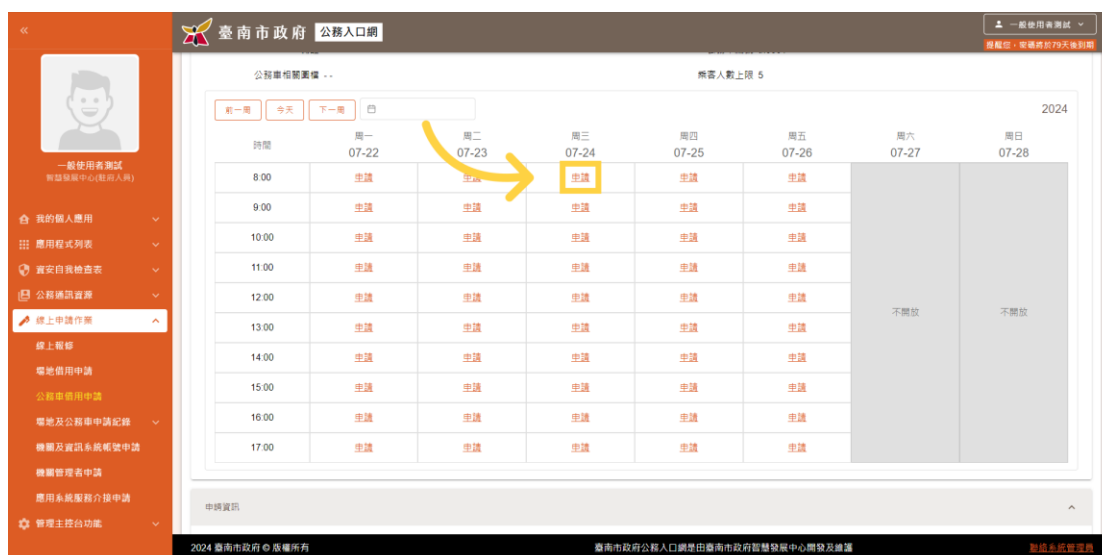 «
臺南市政府 公務入口網
一般使用者測試
提醒您,密碼將於79天後到期
公務車相關圖檔 - -
乘客人數上限 5
一般使用者測試
智慧發展中心(駐府人員)
我的個人應用
應用程式列表
資安自我檢查表
公務通訊資源
線上申請作業
線上報修
場地借用申請
公務車借用申請
場地及公務車申請紀錄
機關及資訊系統帳號申請
機關管理者申請
應用系統服務介接申請
管理主控台功能
前一周 今天 下一周
2024
時間 周一 周二 周三 周四 周五 周六 周日
07-22 07-23 07-24 07-25 07-26 07-27 07-28
8:00 申請 申請 申請 申請 申請
9:00 申請 申請 申請 申請 申請
10:00 申請 申請 申請 申請 申請
11:00 申請 申請 申請 申請 申請
12:00 申請 申請 申請 申請 申請
不開放 不開放
13:00 申請 申請 申請 申請 申請
14:00 申請 申請 申請 申請 申請
15:00 申請 申請 申請 申請 申請
16:00 申請 申請 申請 申請 申請
17:00 申請 申請 申請 申請 申請
申請資訊
2024 臺南市政府 © 版權所有
臺南市政府公務入口網是由臺南市政府智慧發展中心開發及維護
聯絡系統管理員